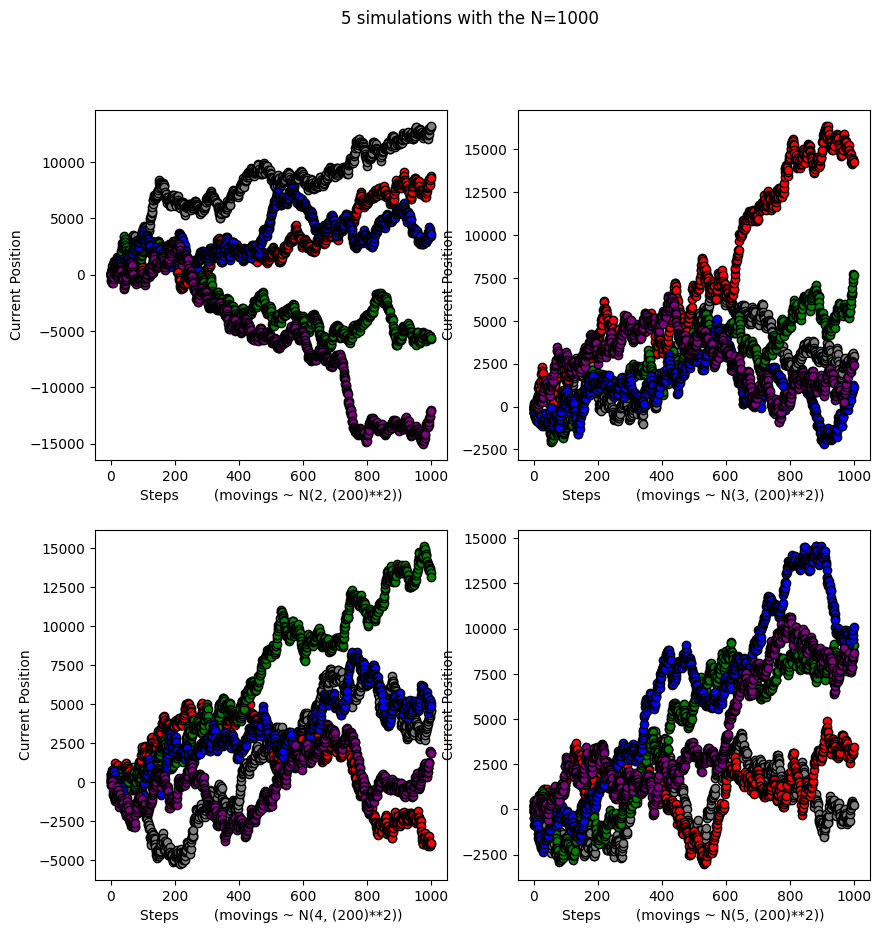 5 simulations with the N=1000
Current Position
10000
5000
0
−5000
−10000
−15000
0 200 400 600 800 1000
Steps (movings ~ N(2, (200)**2))
Current Position
15000
12500
10000
7500
5000
2500
0
−2500
0 200 400 600 800 1000
Steps (movings ~ N(3, (200)**2))
Current Position
15000
12500
10000
7500
5000
2500
0
−2500
−5000
0 200 400 600 800 1000
Steps (movings ~ N(4, (200)**2))
Current Position
15000
12500
10000
7500
5000
2500
0
−2500
0 200 400 600 800 1000
Steps (movings ~ N(5, (200)**2))